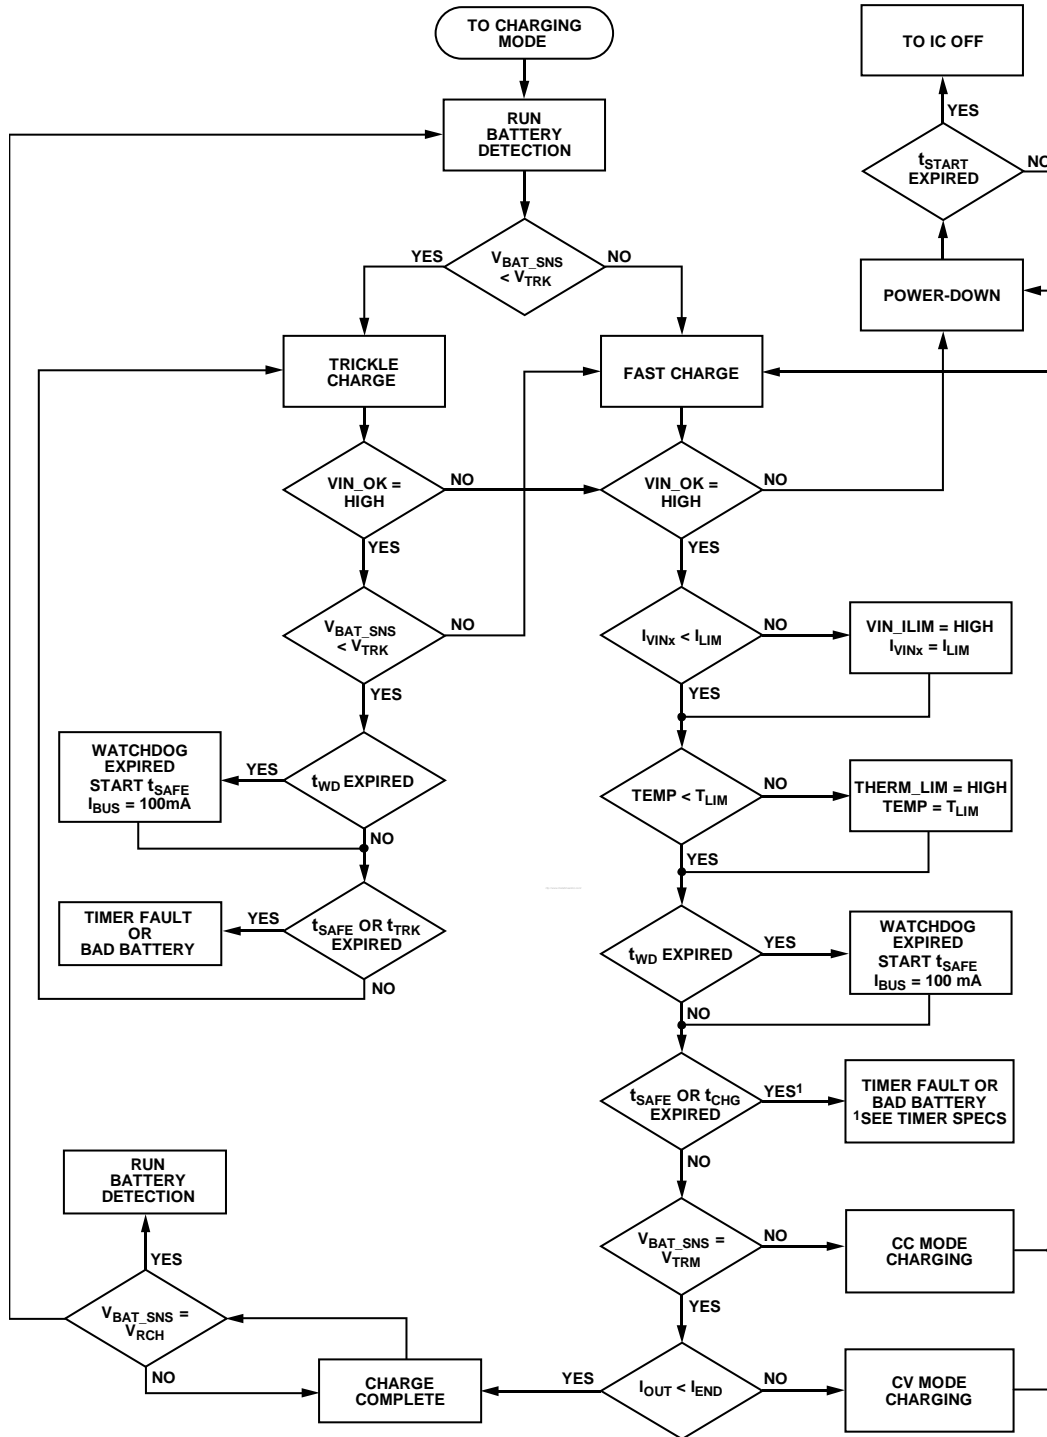 TO CHARGING
MODE
TO IC OFF
YES
RUN
BATTERY
DETECTION
tSTART
EXPIRED
NO
YES
VBAT_SNS
< VTRK
NO
POWER-DOWN
TRICKLE
CHARGE
FAST CHARGE
VIN_OK =
HIGH
NO
VIN_OK =
HIGH
NO
YES
YES
VBAT_SNS
< VTRK
NO
IVINx < ILIM
NO
VIN_ILIM = HIGH
IVINx = ILIM
YES
YES
WATCHDOG
EXPIRED
START tSAFE
IBUS = 100mA
YES
tWD EXPIRED
NO
TEMP < TLIM
NO
THERM_LIM = HIGH
TEMP = TLIM
YES
TIMER FAULT
OR
BAD BATTERY
YES
tSAFE OR tTRK
EXPIRED
NO
tWD EXPIRED
YES
WATCHDOG
EXPIRED
START tSAFE
IBUS = 100 mA
NO
tSAFE OR tCHG
EXPIRED
YES1
TIMER FAULT OR
BAD BATTERY
1SEE TIMER SPECS
NO
RUN
BATTERY
DETECTION
YES
VBAT_SNS =
VTRM
NO
CC MODE
CHARGING
YES
VBAT_SNS =
VRCH
NO
CHARGE
COMPLETE
YES
IOUT < IEND
NO
CV MODE
CHARGING